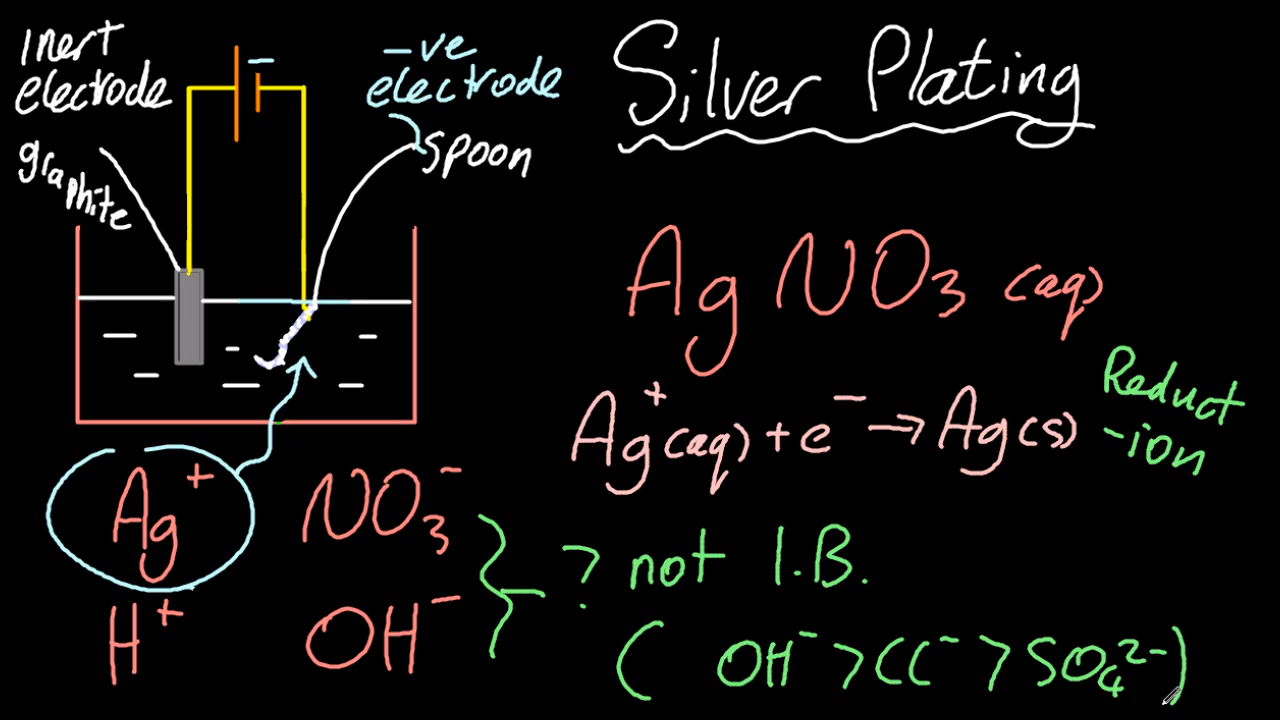 Inert
electrode
graphite
−
−ve
electrode
spoon
Silver Plating
AgNO₃ (aq)
Ag⁺(aq) + e⁻ → Ag(s)
Reduct
-ion
Ag⁺ NO₃⁻
H⁺ OH⁻
? not I.B.
( OH⁻ > Cl⁻ > SO₄²⁻ )